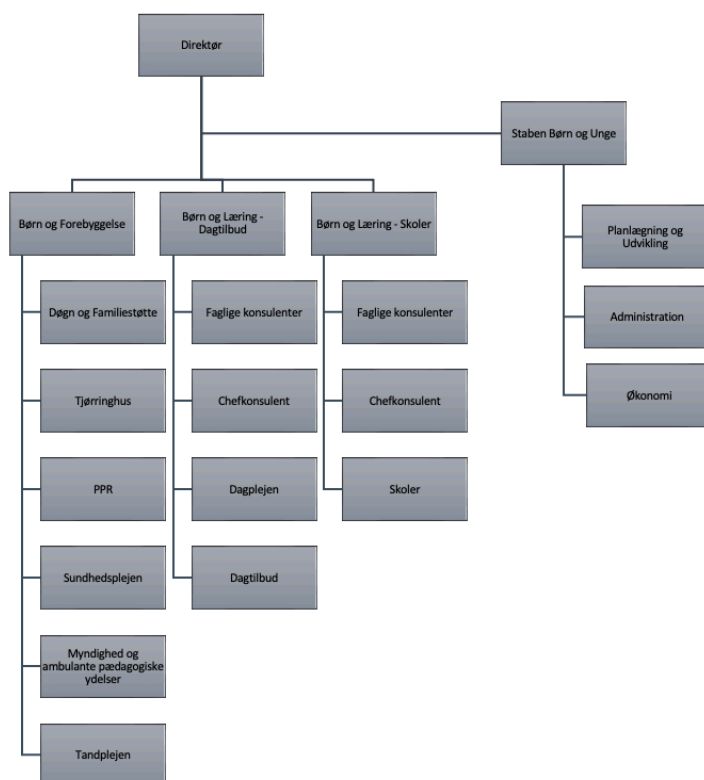 Direktør
Staben Børn og Unge
Børn og Forebyggelse
Børn og Læring -
Dagtilbud
Børn og Læring - Skoler
Planlægning og
Udvikling
Døgn og Familiestøtte
Faglige konsulenter
Faglige konsulenter
Administration
Tjørringhus
Chefkonsulent
Chefkonsulent
Økonomi
PPR
Dagplejen
Skoler
Sundhedsplejen
Dagtilbud
Myndighed og
ambulante pædagogiske
ydelser
Tandplejen